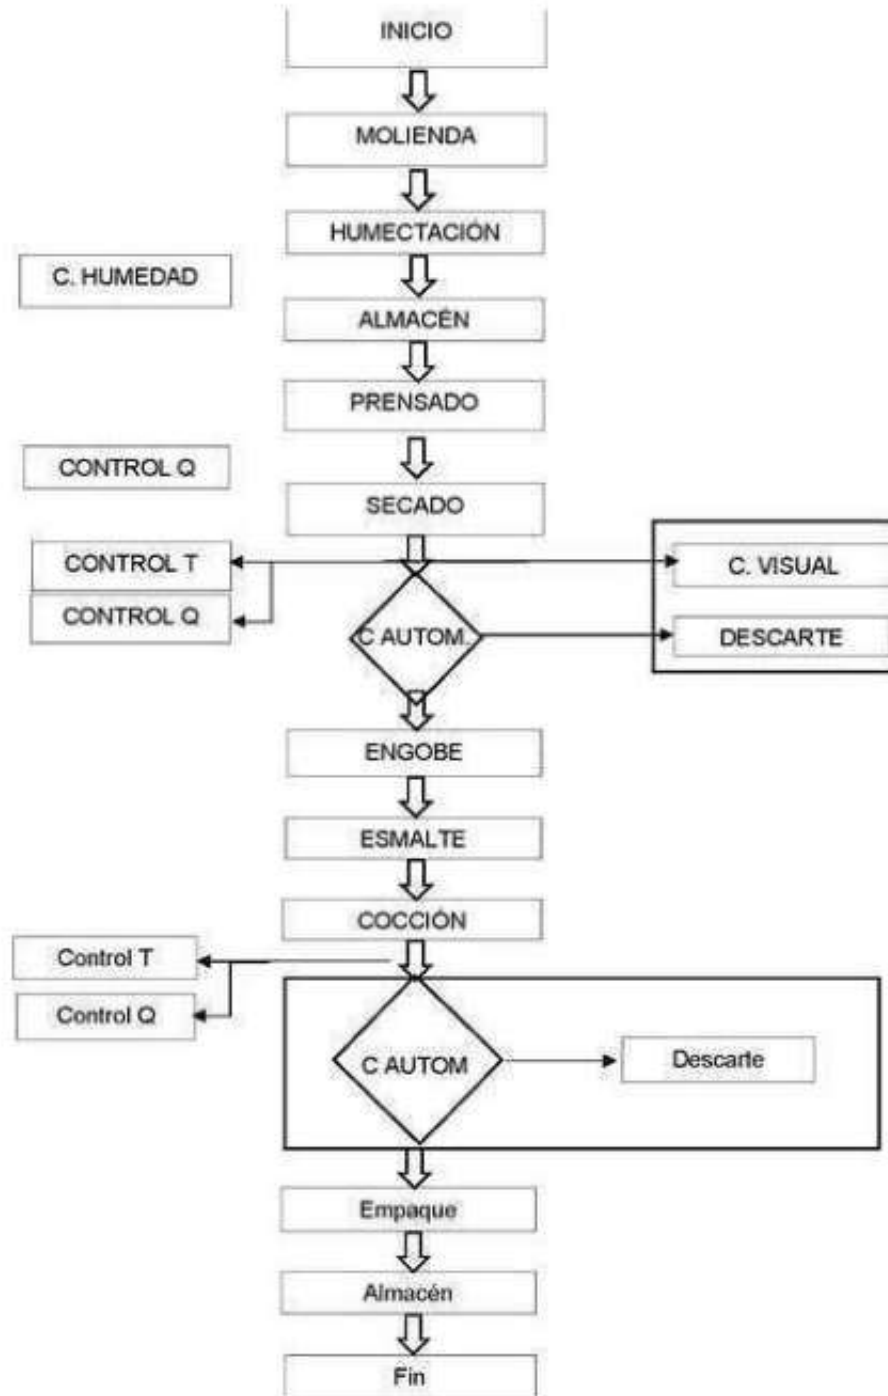 INICIO
MOLIENDA
HUMECTACIÓN
C. HUMEDAD
ALMACÉN
PRENSADO
CONTROL Q
SECADO
CONTROL T
C. VISUAL
CONTROL Q
C AUTOM.
DESCARTE
ENGOBE
ESMALTE
COCCIÓN
Control T
Control Q
C AUTOM
Descarte
Empaque
Almacén
Fin